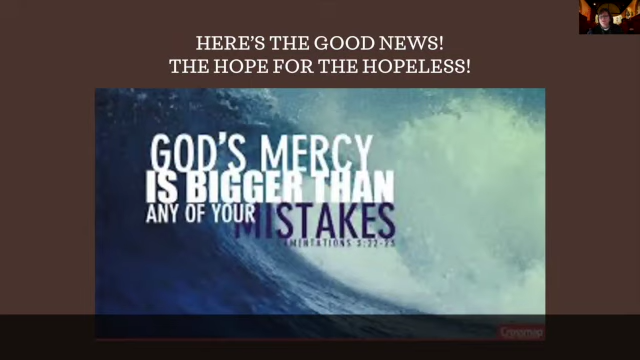 HERE'S THE GOOD NEWS!
THE HOPE FOR THE HOPELESS!
GOD'S MERCY
IS BIGGER THAN
ANY OF YOUR MISTAKES
LAMENTATIONS 3:22-23